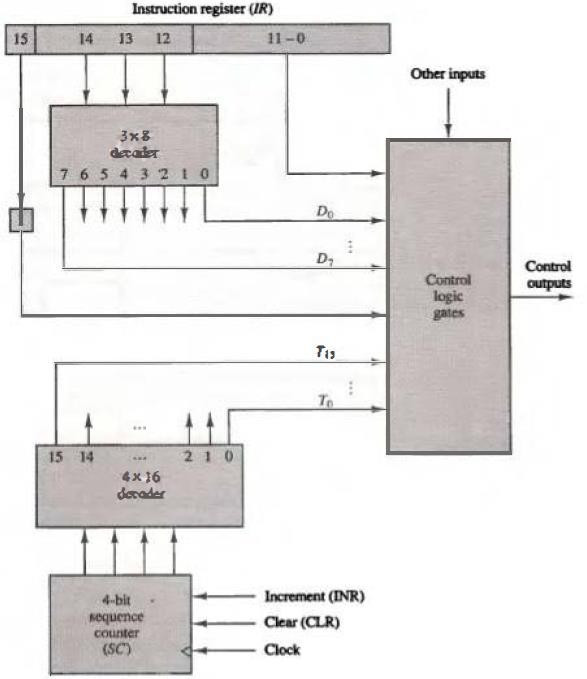 Instruction register (IR)
15 14 13 12 11 – 0
Other inputs
3 × 8
decoder
7 6 5 4 3 2 1 0
I
D0
⋮
D7
Control
logic
gates
Control
outputs
T15
⋮
T0
15 14 ... 2 1 0
...
4 × 16
decoder
4-bit
sequence
counter
(SC)
Increment (INR)
Clear (CLR)
Clock